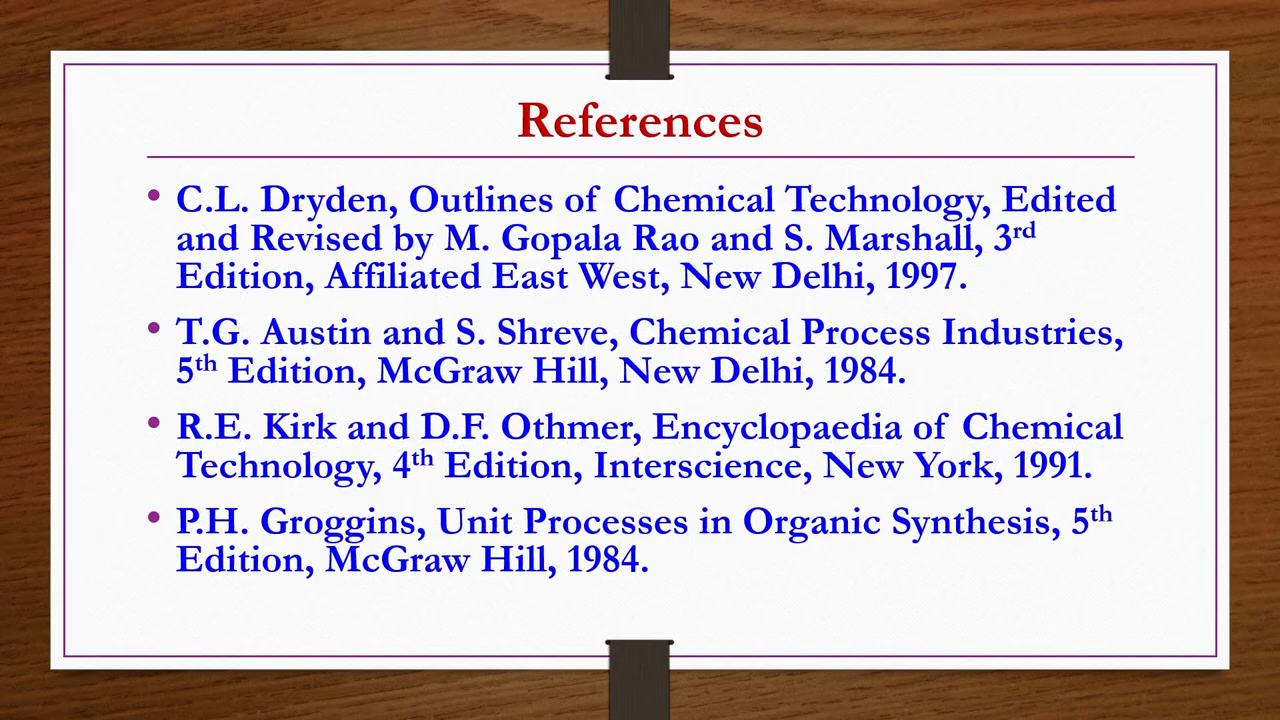 References
• C.L. Dryden, Outlines of Chemical Technology, Edited
and Revised by M. Gopala Rao and S. Marshall, 3rd
Edition, Affiliated East West, New Delhi, 1997.
• T.G. Austin and S. Shreve, Chemical Process Industries,
5th Edition, McGraw Hill, New Delhi, 1984.
• R.E. Kirk and D.F. Othmer, Encyclopaedia of Chemical
Technology, 4th Edition, Interscience, New York, 1991.
• P.H. Groggins, Unit Processes in Organic Synthesis, 5th
Edition, McGraw Hill, 1984.